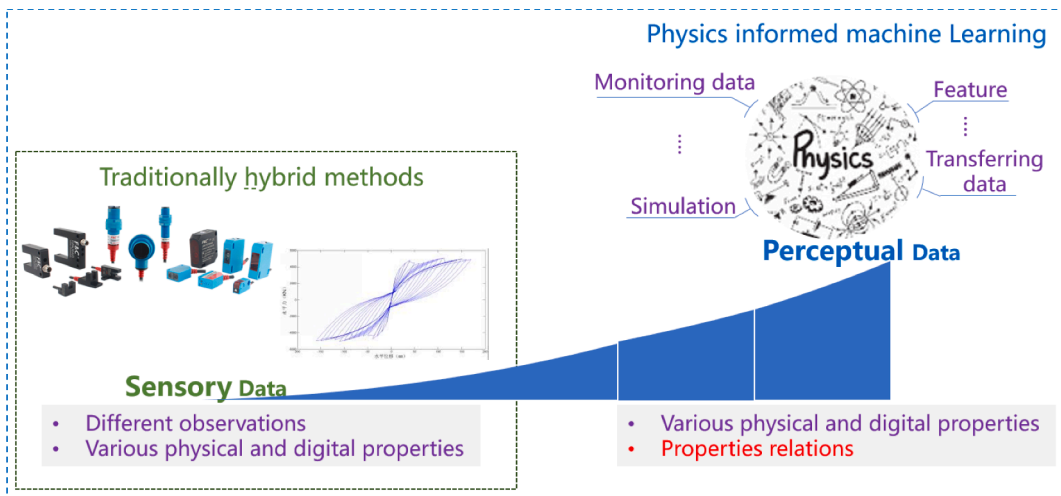 Physics informed machine Learning
Monitoring data
Feature
Physics
Transferring
data
Simulation
Perceptual Data
Traditionally hybrid methods
Sensory Data
• Different observations
• Various physical and digital properties
• Various physical and digital properties
• Properties relations